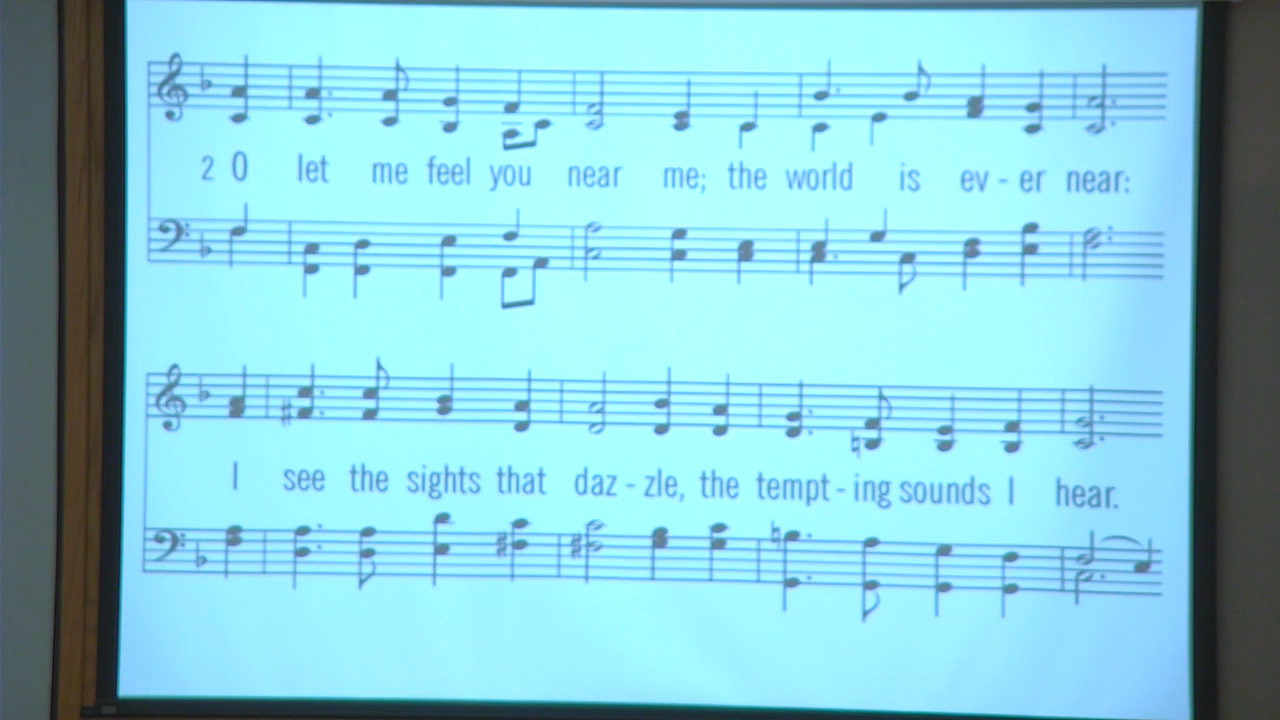 2 O let me feel you near me; the world is ev - er near:
I see the sights that daz - zle, the tempt - ing sounds I hear.